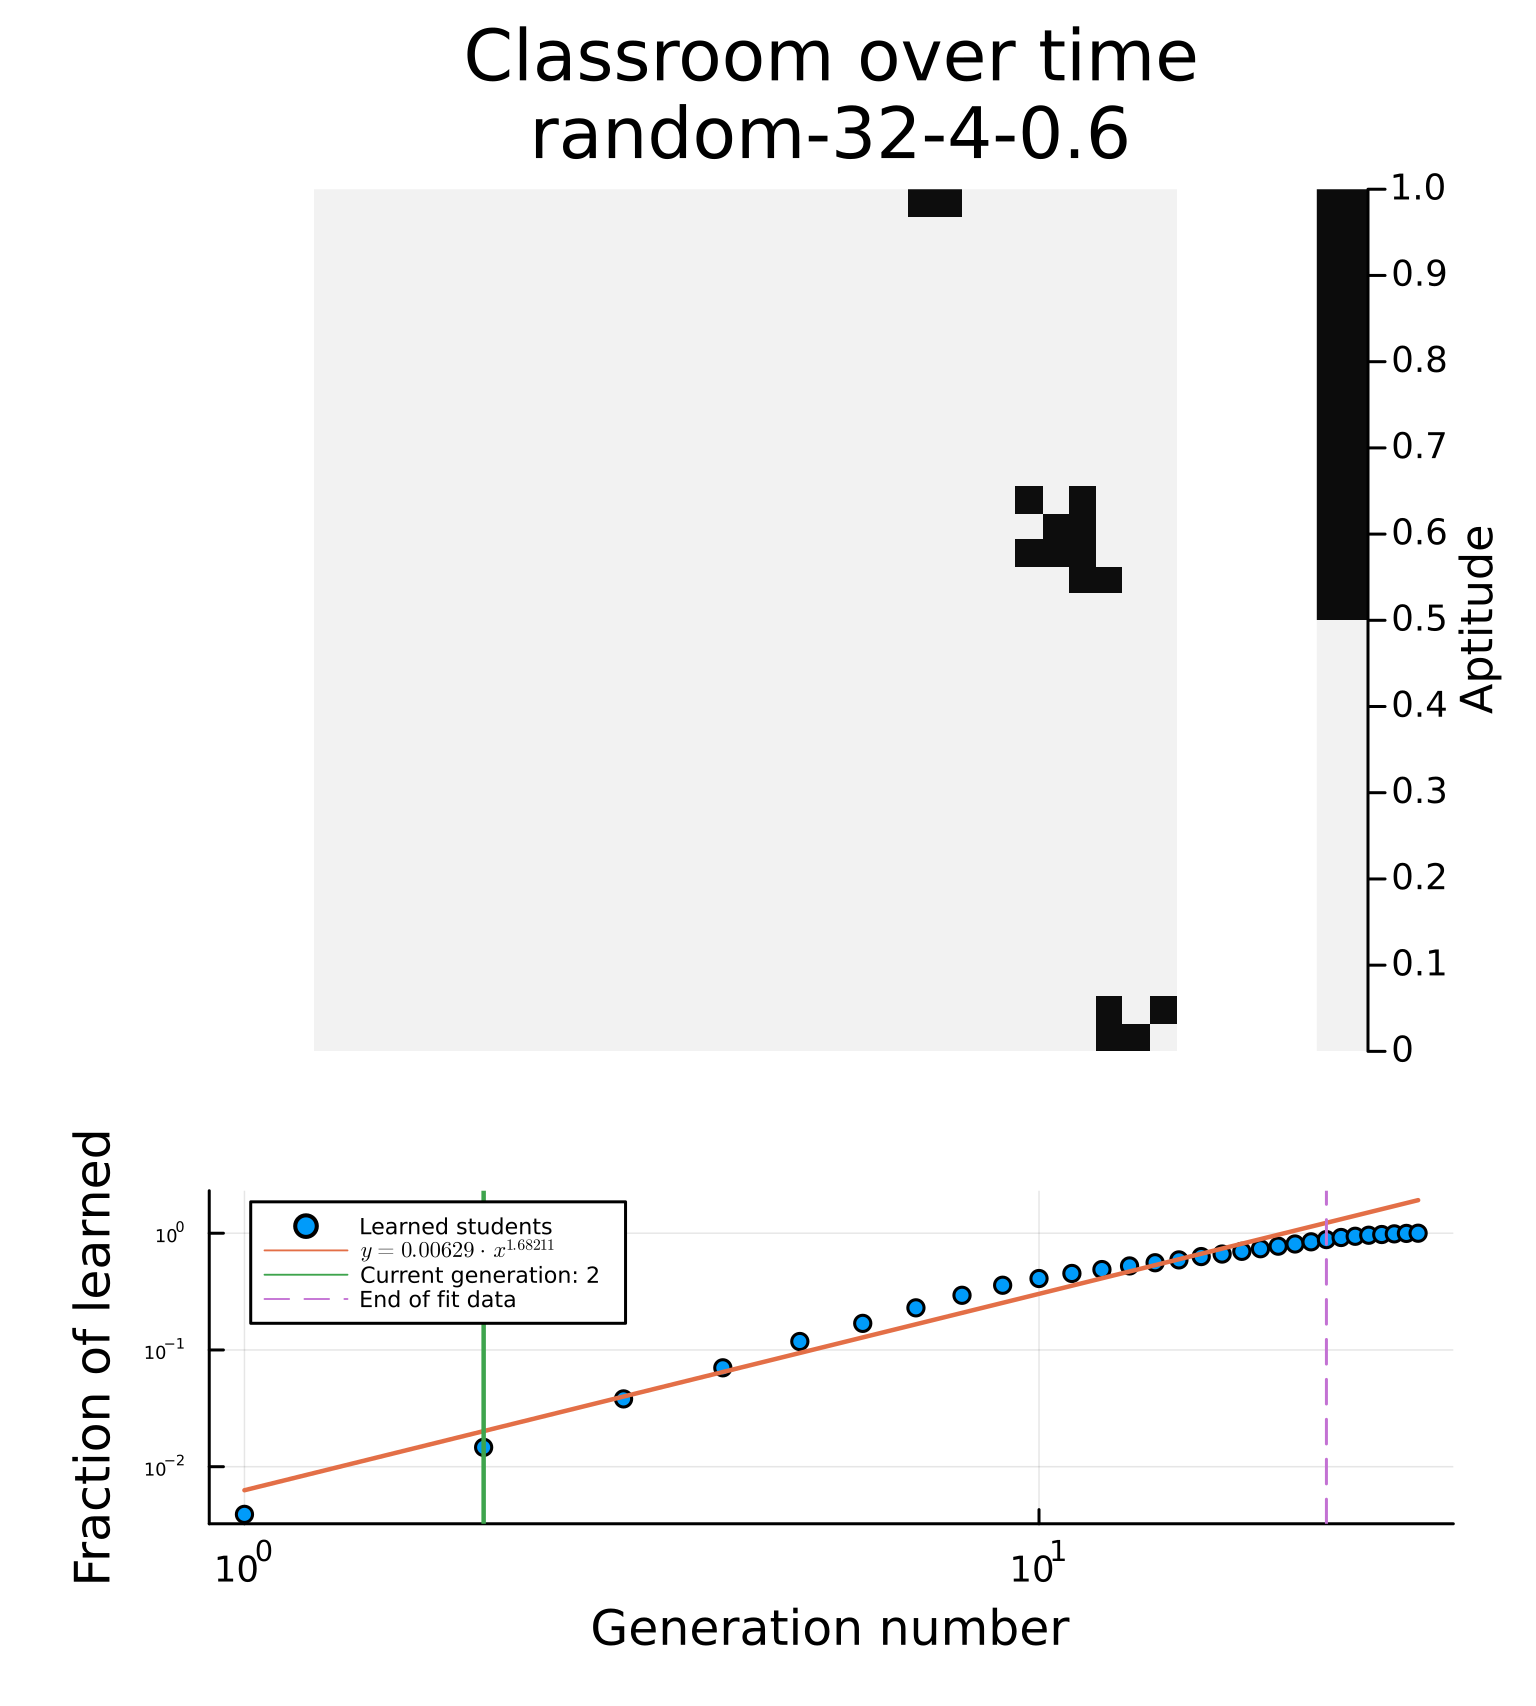 Classroom over time
random-32-4-0.6
1.0
0.9
0.8
0.7
0.6
0.5
0.4
0.3
0.2
0.1
0
Aptitude
Fraction of learned
10⁰
10⁻¹
10⁻²
Learned students
y = 0.00629 · x^1.68211
Current generation: 2
End of fit data
10⁰
10¹
Generation number